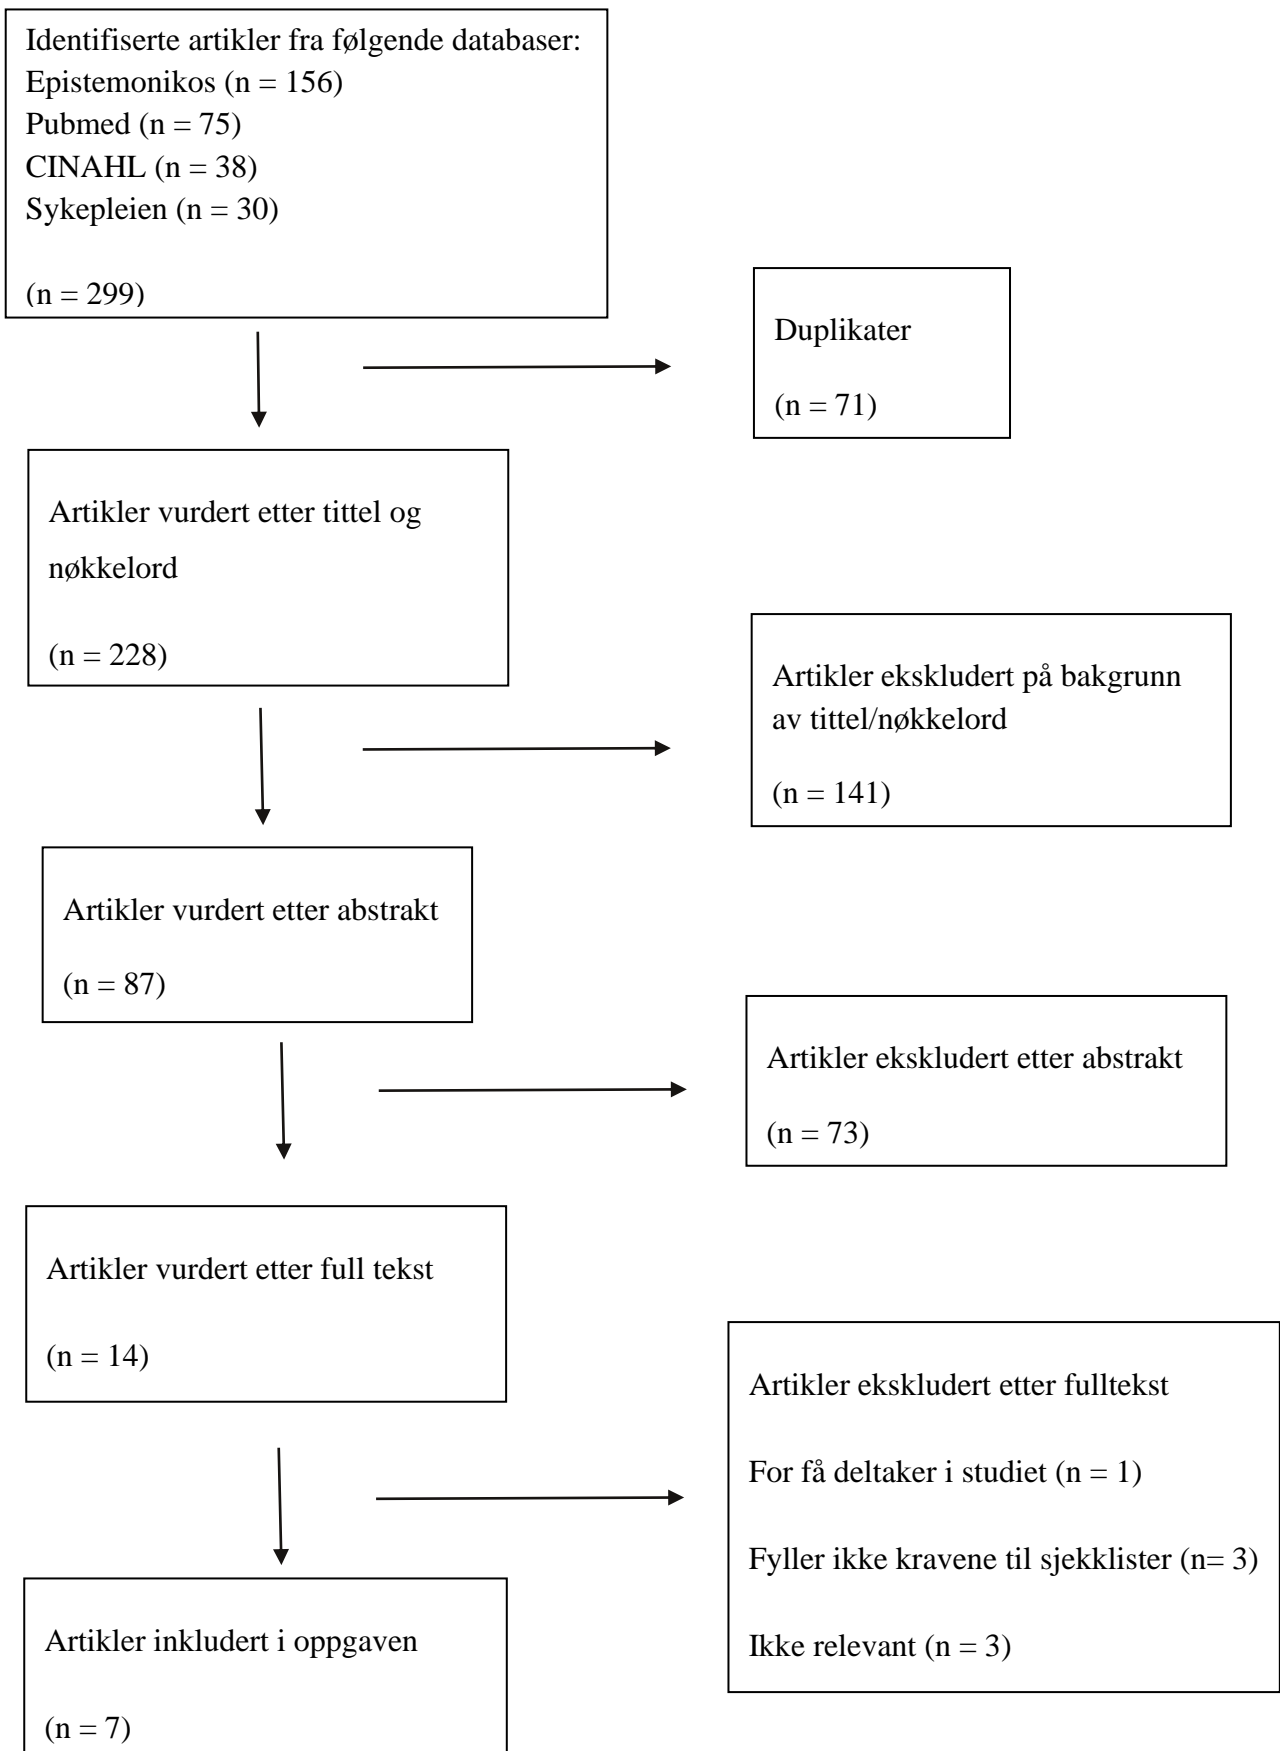 Identifiserte artikler fra følgende databaser:
Epistemonikos (n = 156)
Pubmed (n = 75)
CINAHL (n = 38)
Sykepleien (n = 30)
(n = 299)
Duplikater
(n = 71)
Artikler vurdert etter tittel og
nøkkelord
(n = 228)
Artikler ekskludert på bakgrunn
av tittel/nøkkelord
(n = 141)
Artikler vurdert etter abstrakt
(n = 87)
Artikler ekskludert etter abstrakt
(n = 73)
Artikler vurdert etter full tekst
(n = 14)
Artikler ekskludert etter fulltekst
For få deltaker i studiet (n = 1)
Fyller ikke kravene til sjekklister (n= 3)
Ikke relevant (n = 3)
Artikler inkludert i oppgaven
(n = 7)